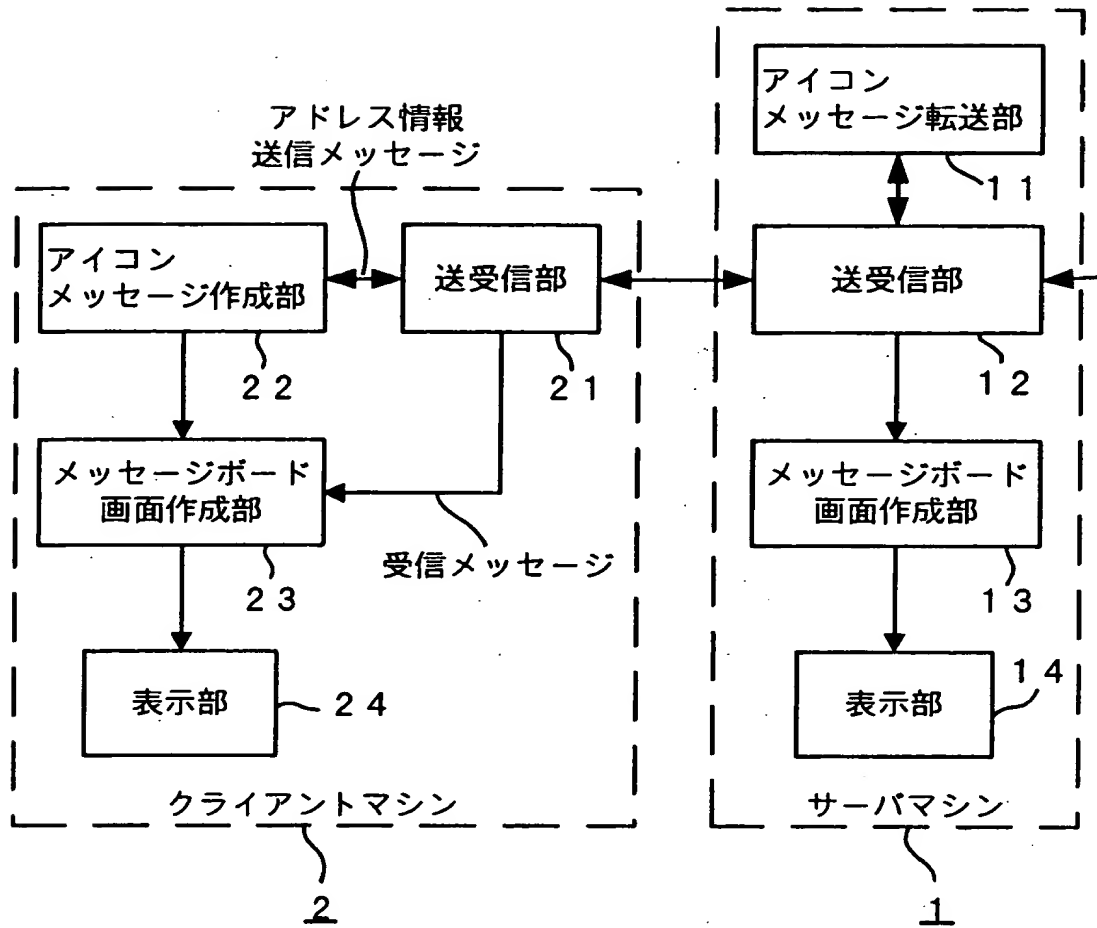 アドレス情報
送信メッセージ
アイコン
メッセージ作成部
２２
送受信部
２１
メッセージボード
画面作成部
２３
受信メッセージ
表示部
２４
クライアントマシン
２
アイコン
メッセージ転送部
１１
送受信部
１２
メッセージボード
画面作成部
１３
表示部
１４
サーバマシン
１